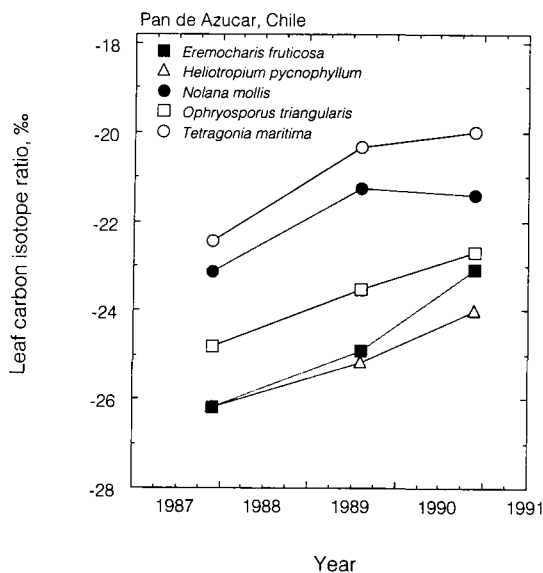 Pan de Azucar, Chile
Eremocharis fruticosa
Heliotropium pycnophyllum
Nolana mollis
Ophryosporus triangularis
Tetragonia maritima
Leaf carbon isotope ratio, ‰
-18
-20
-22
-24
-26
-28
1987 1988 1989 1990 1991
Year